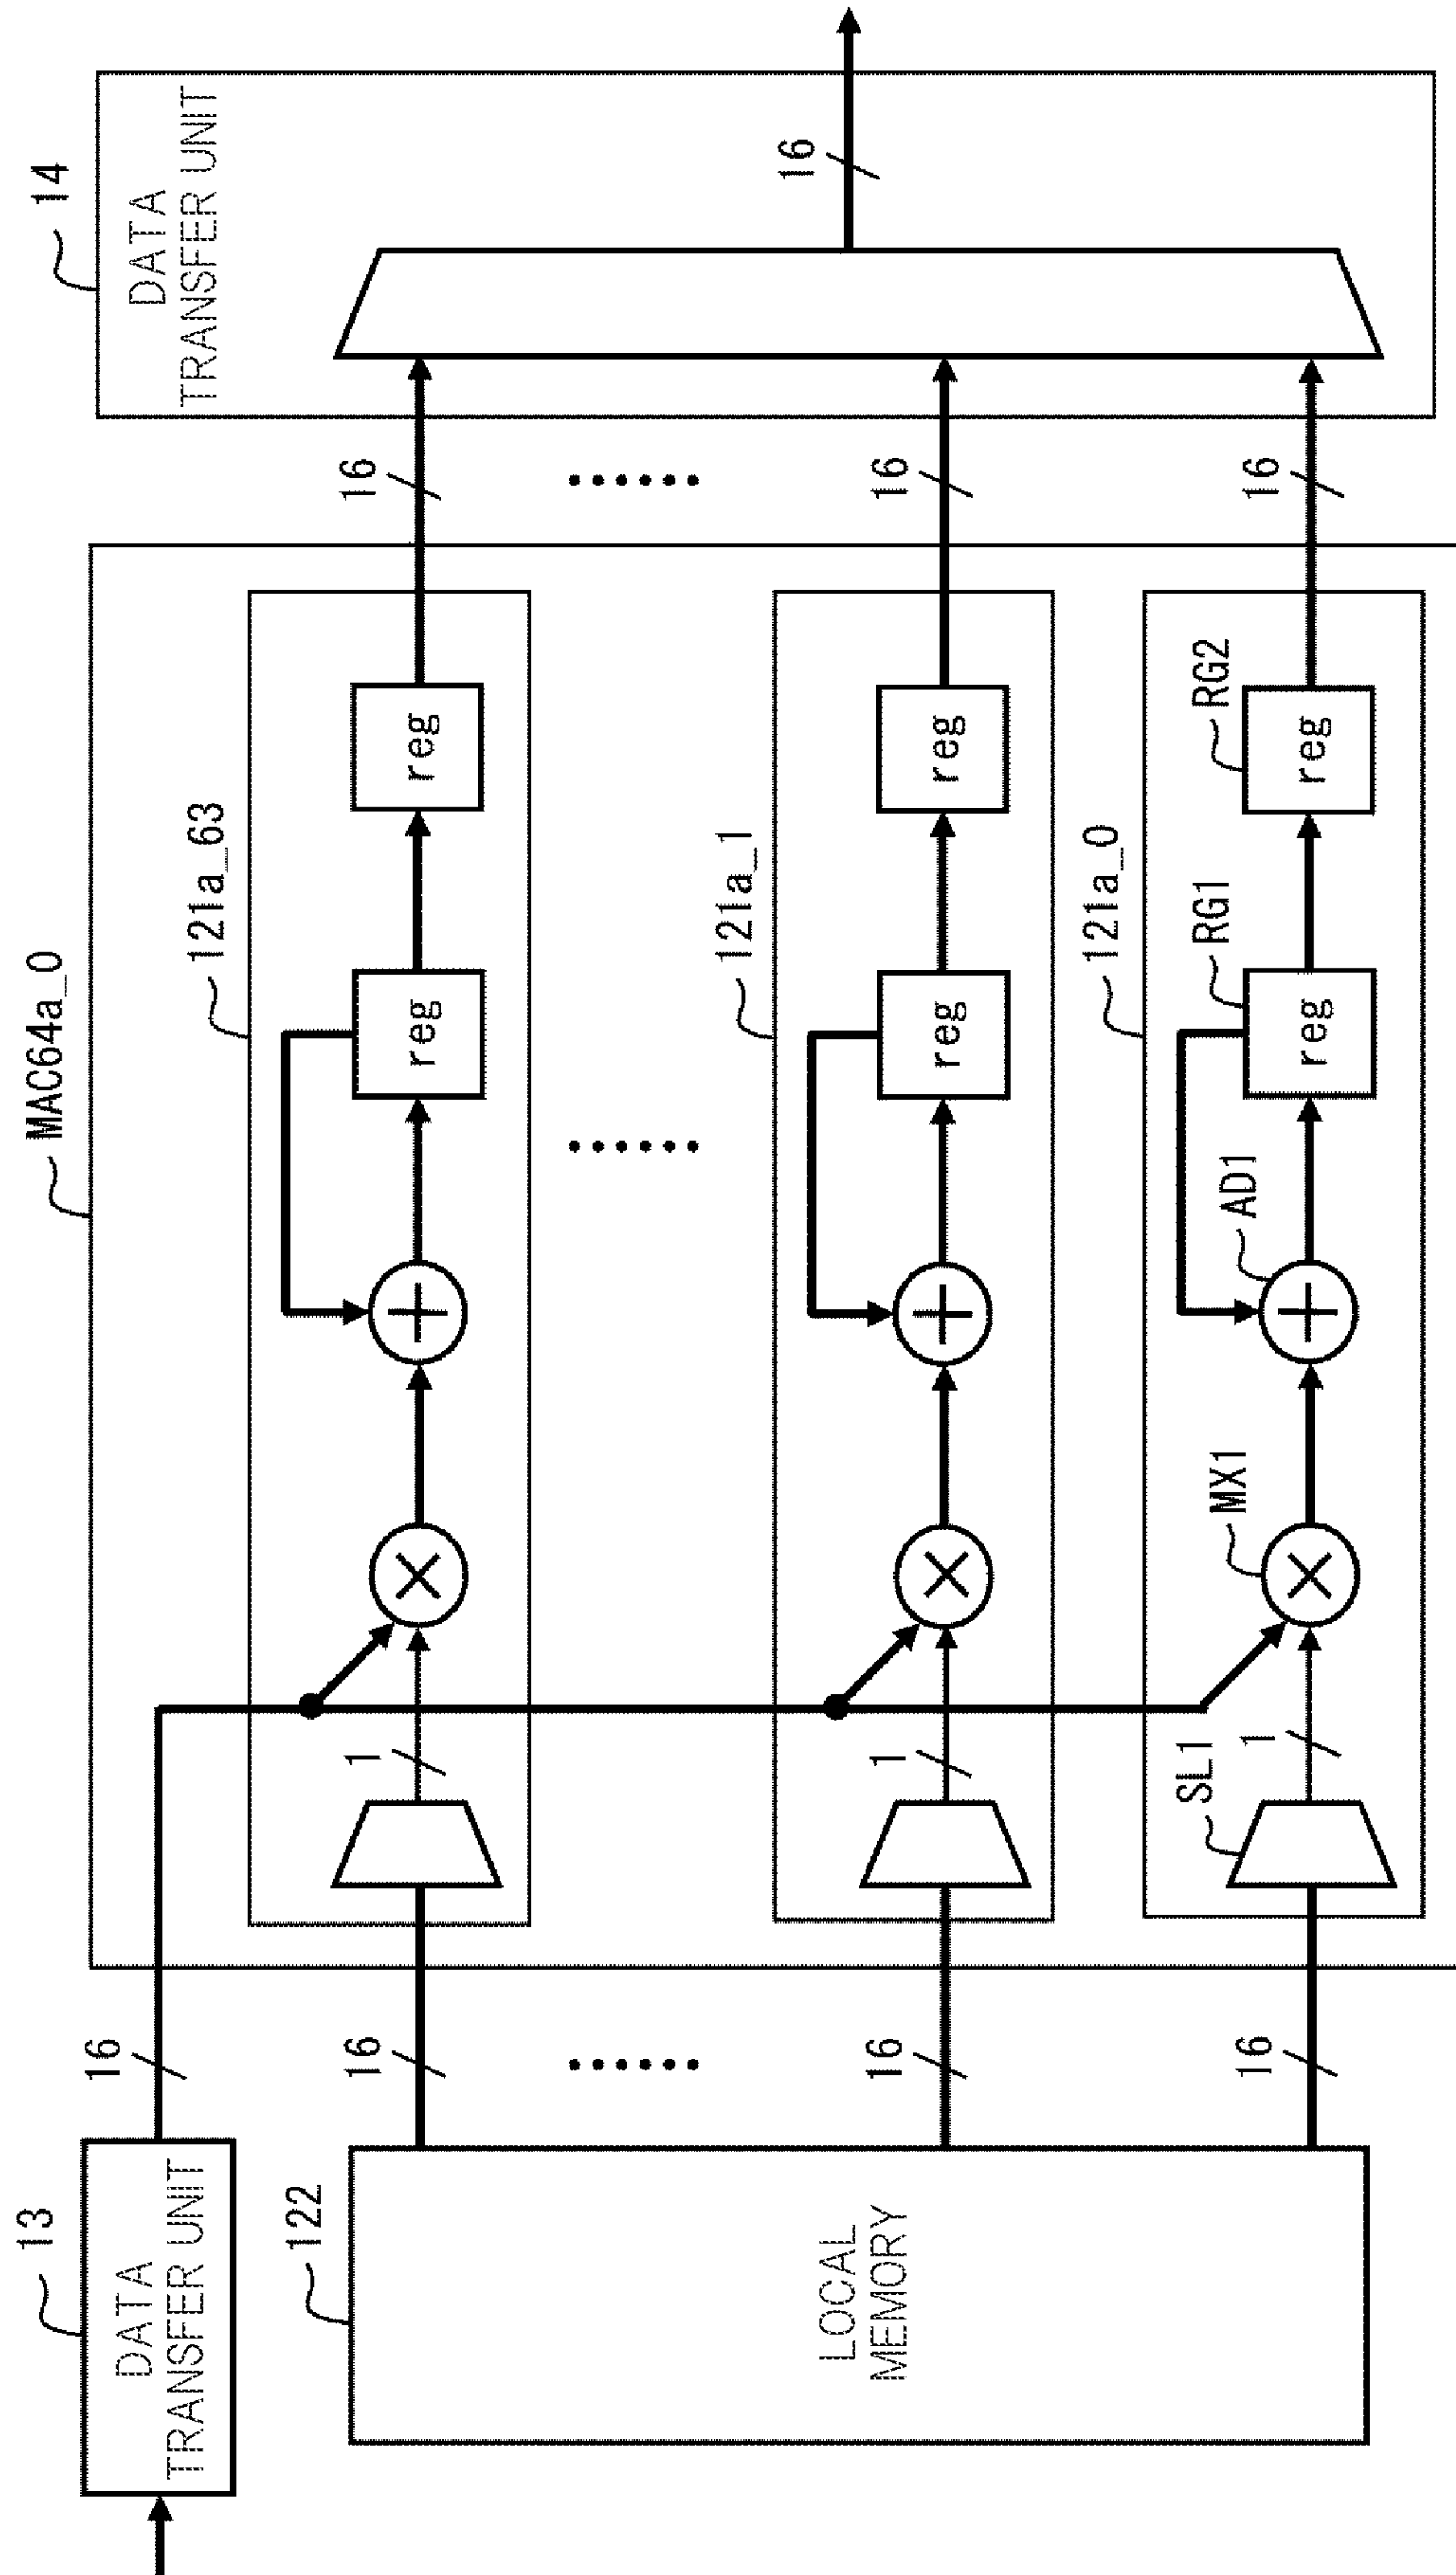 14
DATA
TRANSFER UNIT
16
16
16
16
MAC64a_0
121a_63
reg
reg
1
121a_1
reg
reg
1
121a_0
RG2
reg
RG1
reg
AD1
MX1
SL1
1
16
16
16
16
13
DATA
TRANSFER UNIT
122
LOCAL
MEMORY